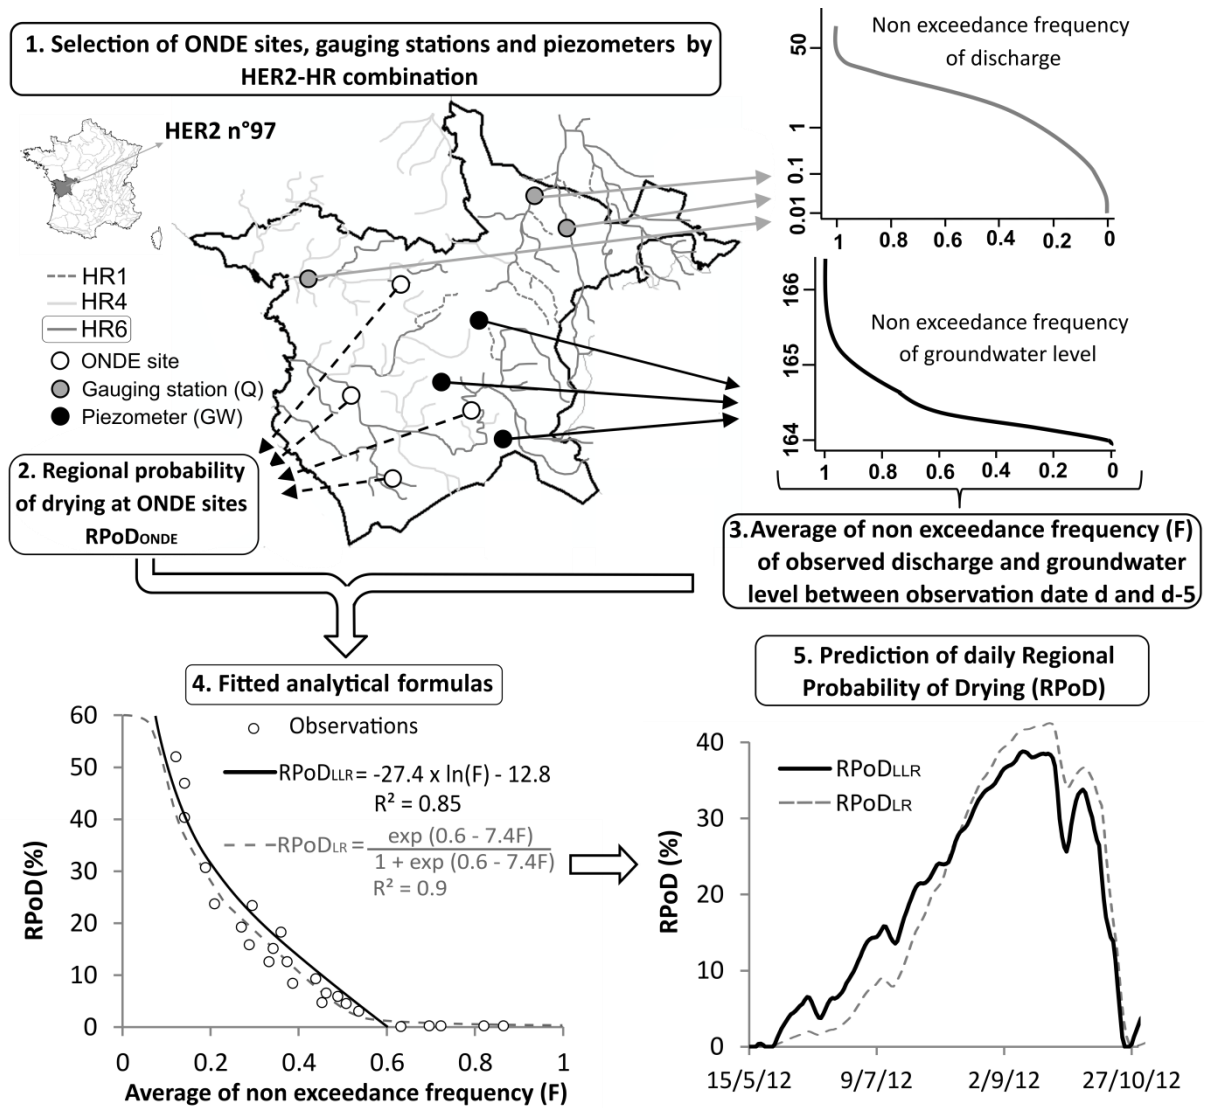 1. Selection of ONDE sites, gauging stations and piezometers by
HER2-HR combination
HER2 n°97
HR1
HR4
HR6
ONDE site
Gauging station (Q)
Piezometer (GW)
Non exceedance frequency
of discharge
50
1
0.1
0.01
1 0.8 0.6 0.4 0.2 0
Non exceedance frequency
of groundwater level
166
165
164
1 0.8 0.6 0.4 0.2 0
2. Regional probability
of drying at ONDE sites
RPoDONDE
3.Average of non exceedance frequency (F)
of observed discharge and groundwater
level between observation date d and d-5
4. Fitted analytical formulas
Observations
RPoDLLR = -27.4 x ln(F) - 12.8
R² = 0.85
RPoDLR = exp (0.6 - 7.4F)
1 + exp (0.6 - 7.4F)
R² = 0.9
RPoD(%)
60
50
40
30
20
10
0
0 0.2 0.4 0.6 0.8 1
Average of non exceedance frequency (F)
5. Prediction of daily Regional
Probability of Drying (RPoD)
RPoDLLR
RPoDLR
RPoD (%)
40
30
20
10
0
15/5/12 9/7/12 2/9/12 27/10/12